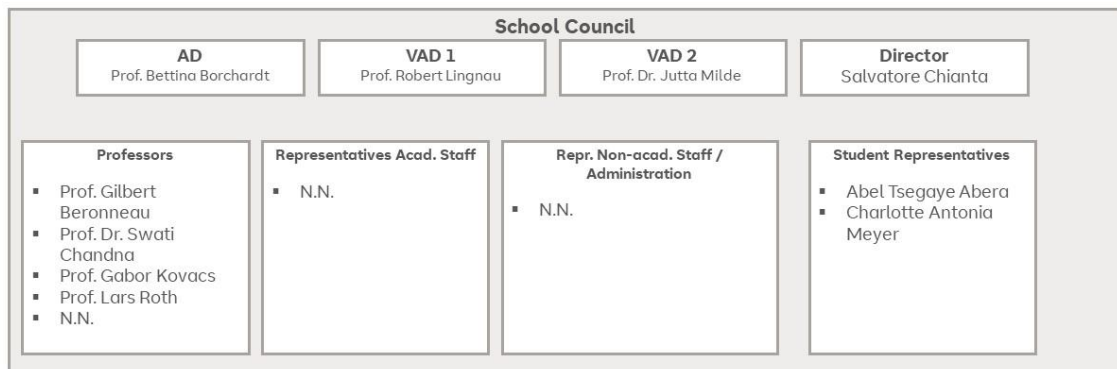 School Council
AD
Prof. Bettina Borchardt
VAD 1
Prof. Robert Lingnau
VAD 2
Prof. Dr. Jutta Milde
Director
Salvatore Chianta
Professors
▪ Prof. Gilbert
Beronneau
▪ Prof. Dr. Swati
Chandna
▪ Prof. Gabor Kovacs
▪ Prof. Lars Roth
▪ N.N.
Representatives Acad. Staff
▪ N.N.
Repr. Non-acad. Staff /
Administration
▪ N.N.
Student Representatives
▪ Abel Tsegaye Abera
▪ Charlotte Antonia
Meyer